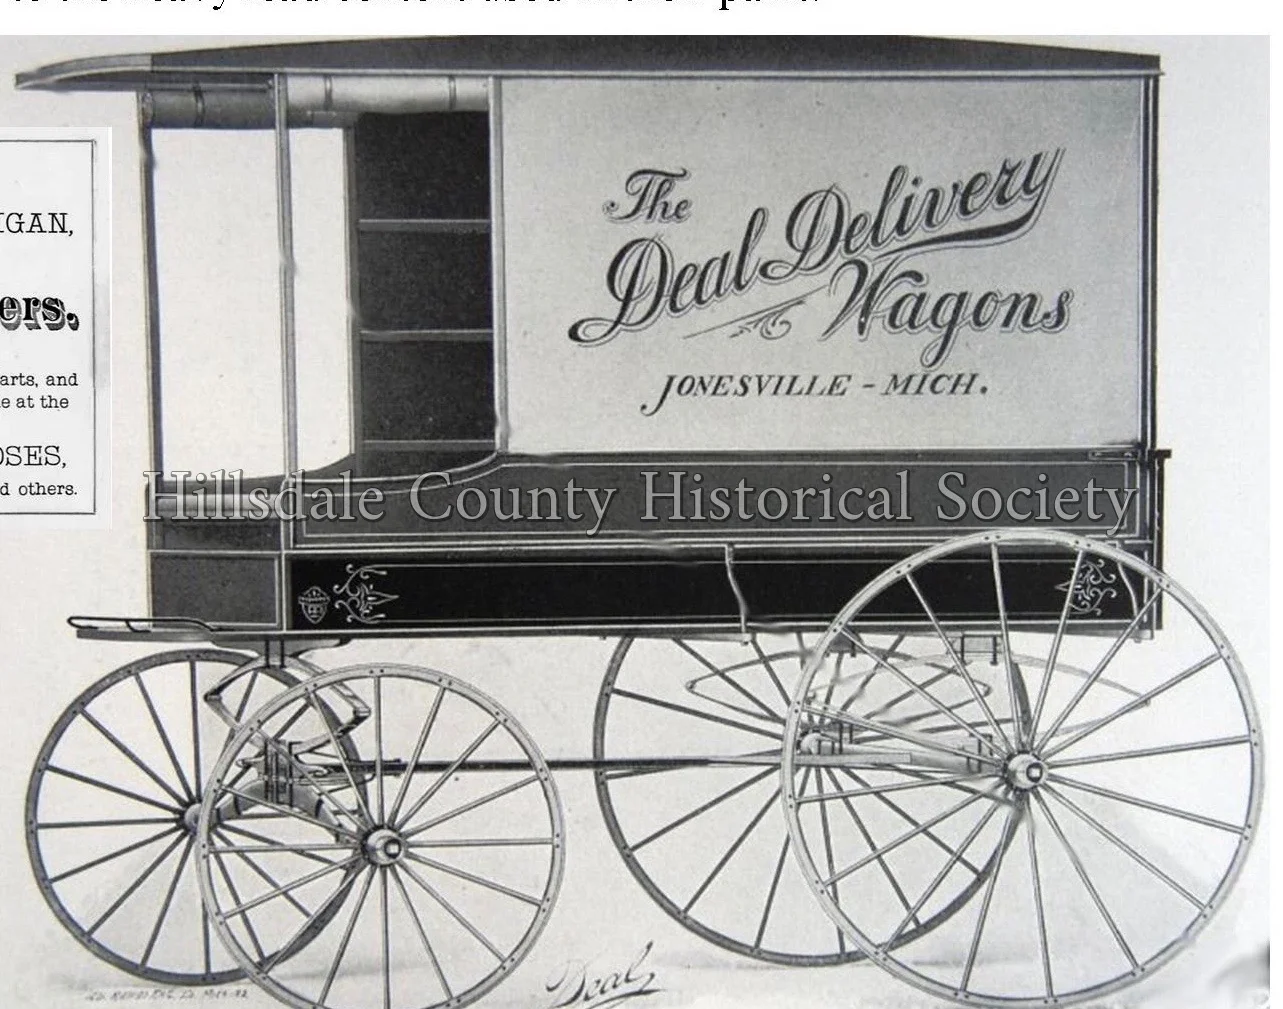 IGAN,
ers.
arts, and
e at the
OSES,
d others.
The
Deal Delivery
Wagons
JONESVILLE - MICH.
Hillsdale County Historical Society
Deal